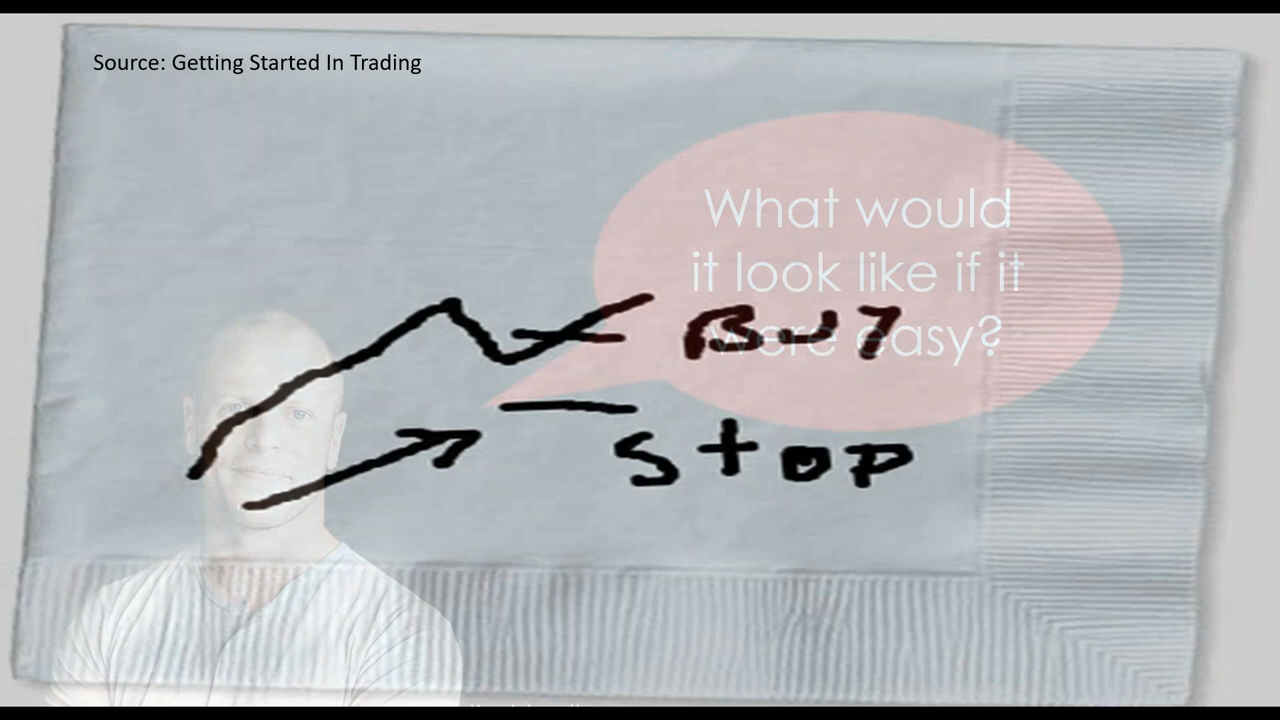 Source: Getting Started In Trading
What would
it look like if it
were easy?
Buy
Stop